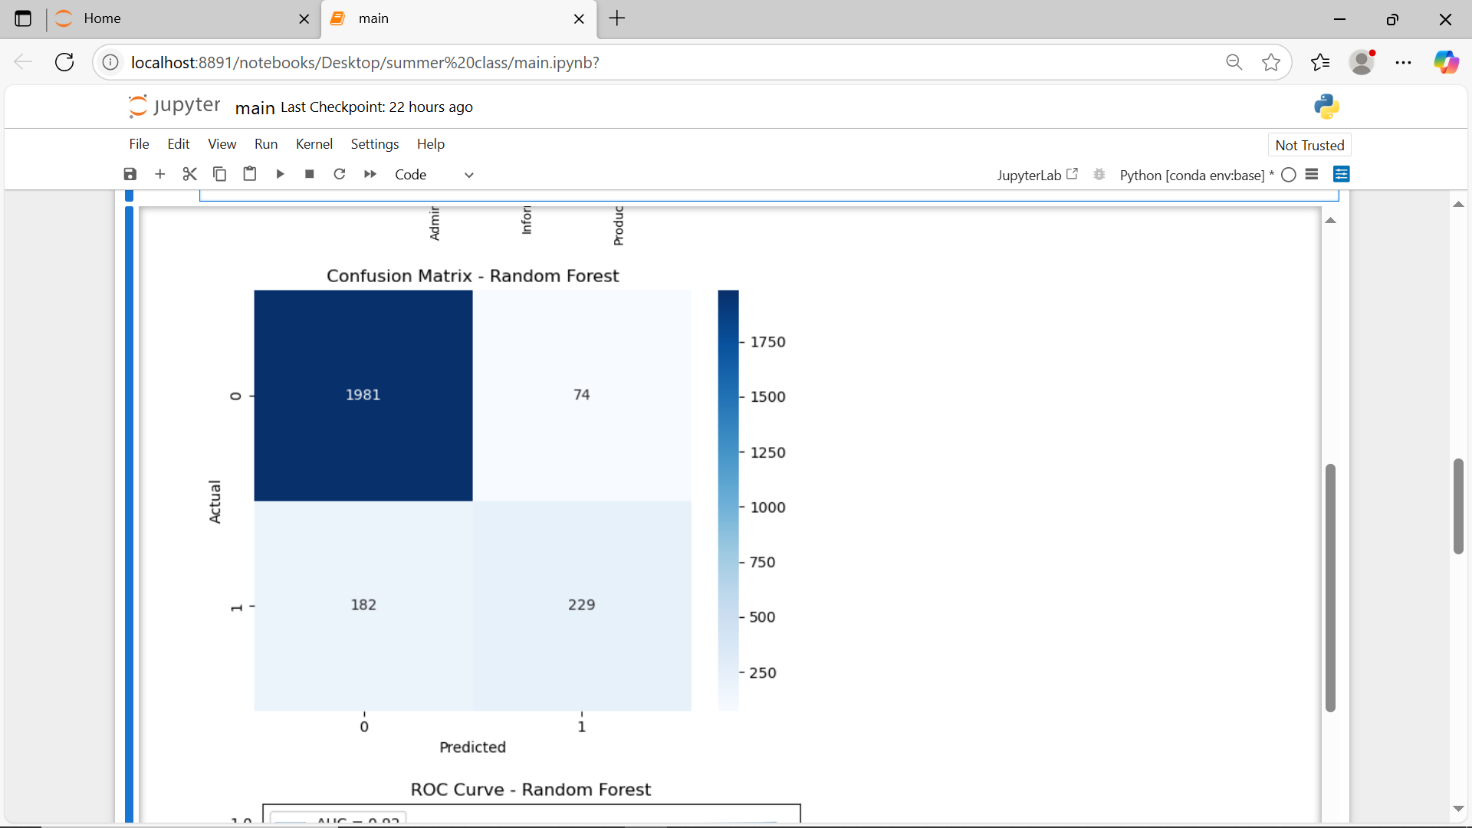 Home
main
localhost:8891/notebooks/Desktop/summer%20class/main.ipynb?
jupyter main Last Checkpoint: 22 hours ago
File Edit View Run Kernel Settings Help
Not Trusted
Code
JupyterLab
Python [conda env:base] *
Confusion Matrix - Random Forest
1981 74
182 229
0
1
Actual
0 1
Predicted
1750
1500
1250
1000
750
500
250
ROC Curve - Random Forest